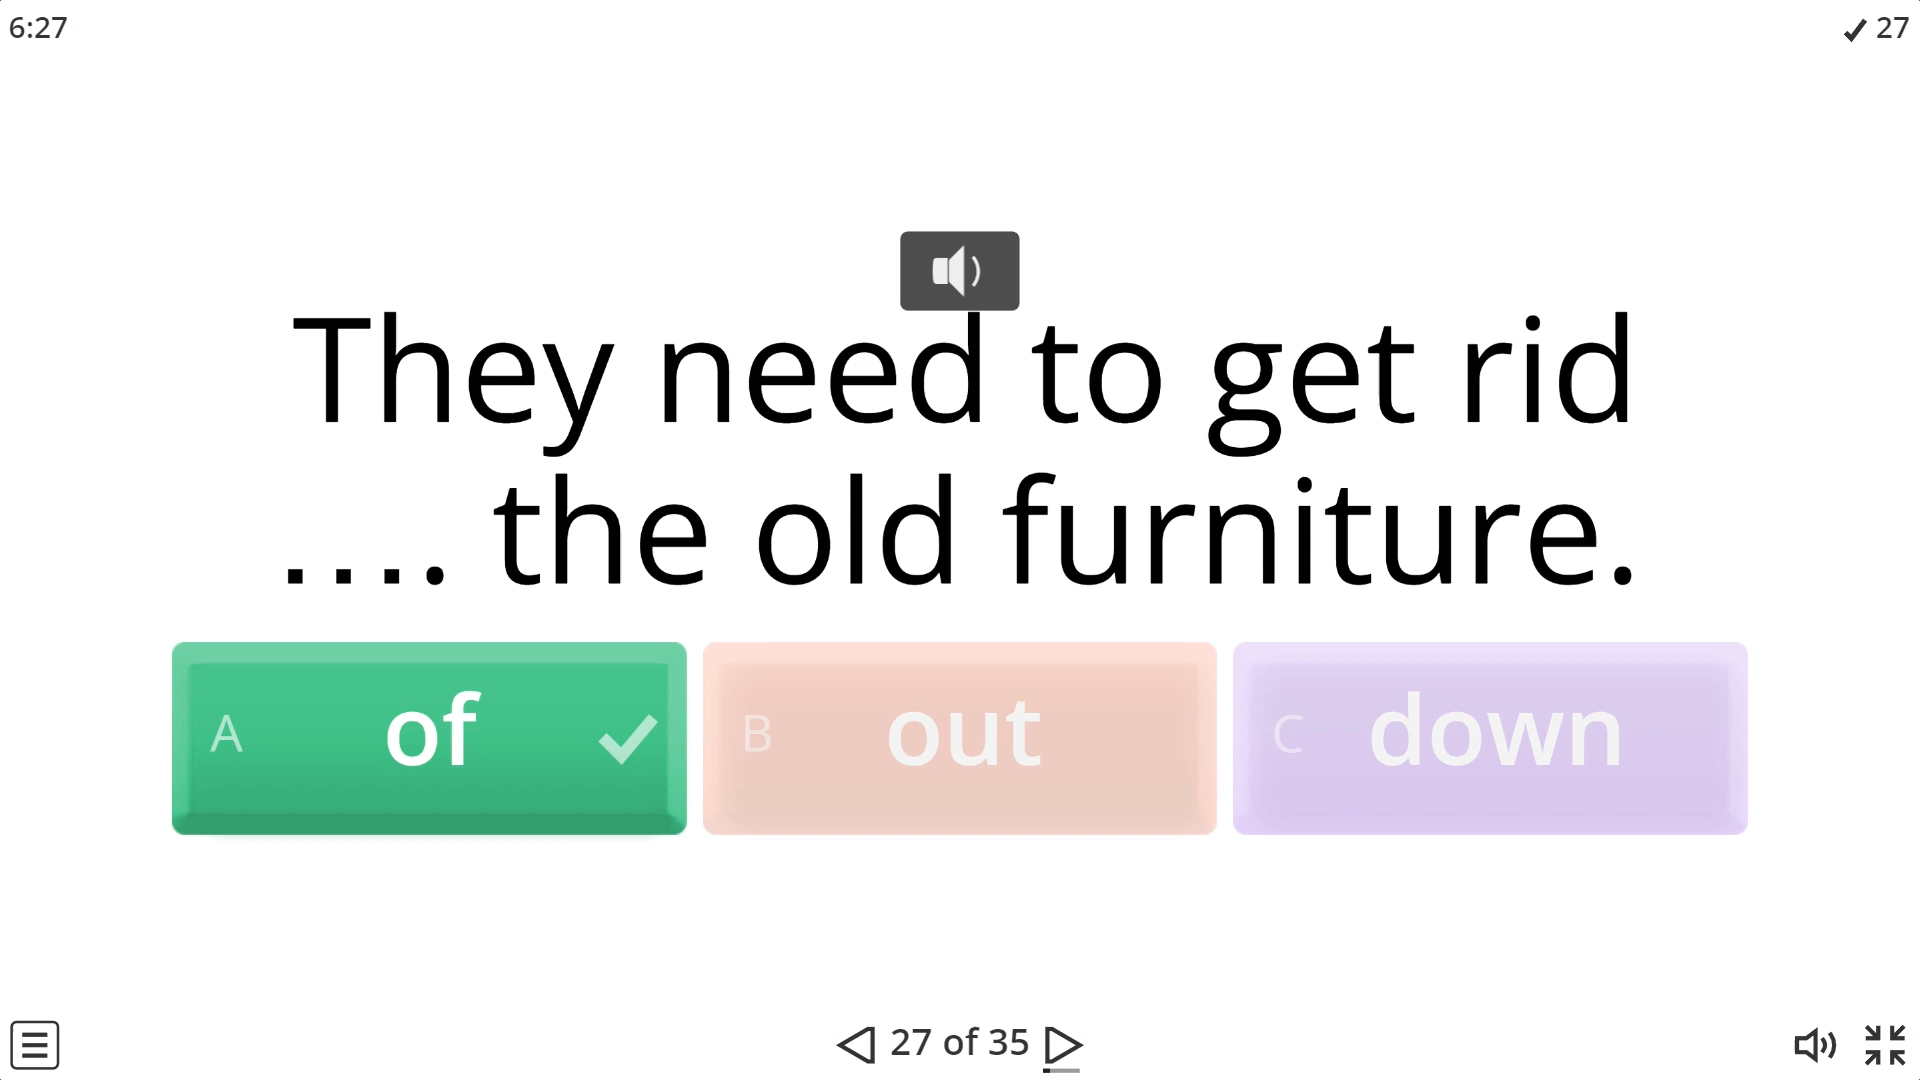 6:27
27
They need to get rid
.... the old furniture.
A of
B out
C down
27 of 35